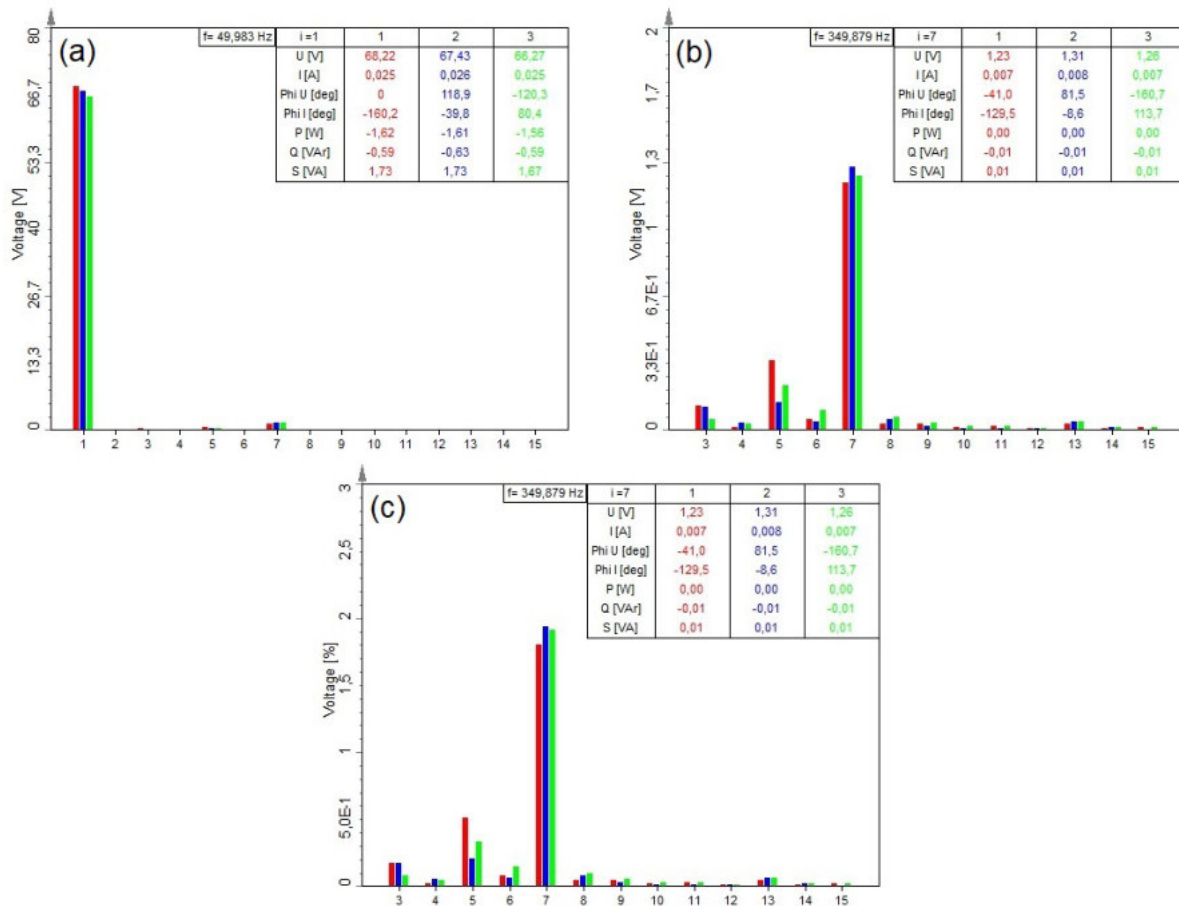 (a)
f= 49,983 Hz i =1 1 2 3
U [V] 68,22 67,43 66,27
I [A] 0,025 0,026 0,025
Phi U [deg] 0 118,9 -120,3
Phi I [deg] -160,2 -39,8 80,4
P [W] -1,62 -1,61 -1,56
Q [VAr] -0,59 -0,63 -0,59
S [VA] 1,73 1,73 1,67
Voltage [V]
80
66,7
53,3
40
26,7
13,3
0
1 2 3 4 5 6 7 8 9 10 11 12 13 14 15
(b)
f= 349,879 Hz i =7 1 2 3
U [V] 1,23 1,31 1,26
I [A] 0,007 0,008 0,007
Phi U [deg] -41,0 81,5 -160,7
Phi I [deg] -129,5 -8,6 113,7
P [W] 0,00 0,00 0,00
Q [VAr] -0,01 -0,01 -0,01
S [VA] 0,01 0,01 0,01
Voltage [V]
2
1,7
1,3
1
6,7E-1
3,3E-1
0
3 4 5 6 7 8 9 10 11 12 13 14 15
(c)
f= 349,879 Hz i =7 1 2 3
U [V] 1,23 1,31 1,26
I [A] 0,007 0,008 0,007
Phi U [deg] -41,0 81,5 -160,7
Phi I [deg] -129,5 -8,6 113,7
P [W] 0,00 0,00 0,00
Q [VAr] -0,01 -0,01 -0,01
S [VA] 0,01 0,01 0,01
Voltage [%]
3
2,5
2
1,5
1
5,0E-1
0
3 4 5 6 7 8 9 10 11 12 13 14 15